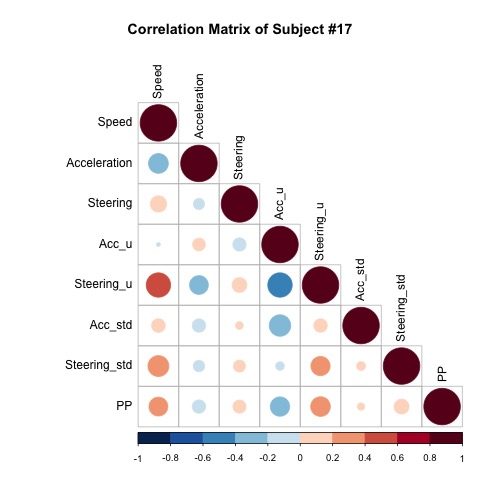 Correlation Matrix of Subject #17
Speed
Acceleration
Steering
Acc_u
Steering_u
Acc_std
Steering_std
PP
Speed
Acceleration
Steering
Acc_u
Steering_u
Acc_std
Steering_std
PP
-1 -0.8 -0.6 -0.4 -0.2 0 0.2 0.4 0.6 0.8 1